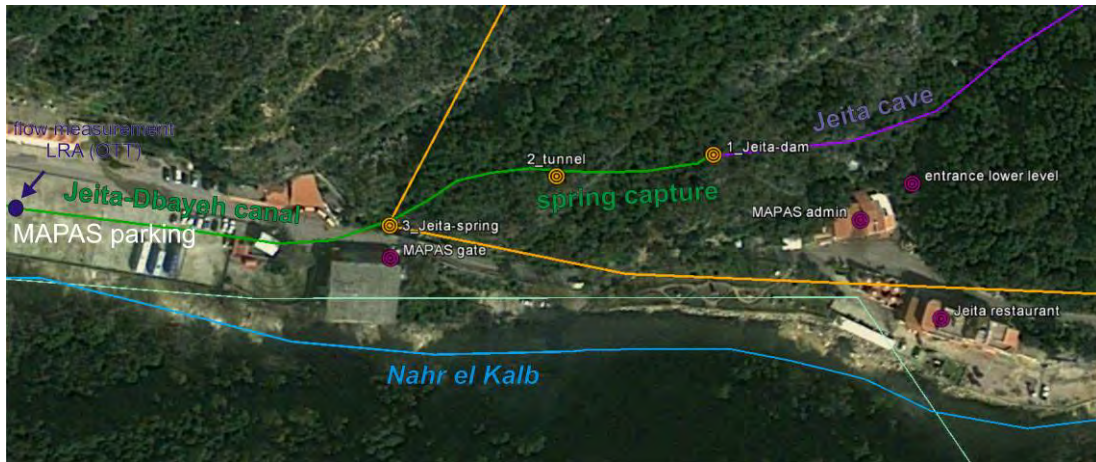 flow measurement
LRA (OTT)
Jeita-Dbayeh canal
MAPAS parking
2_tunnel
spring capture
1_Jeita-dam
Jeita cave
entrance lower level
MAPAS admin
3_Jeita-spring
MAPAS gate
Jeita restaurant
Nahr el Kalb